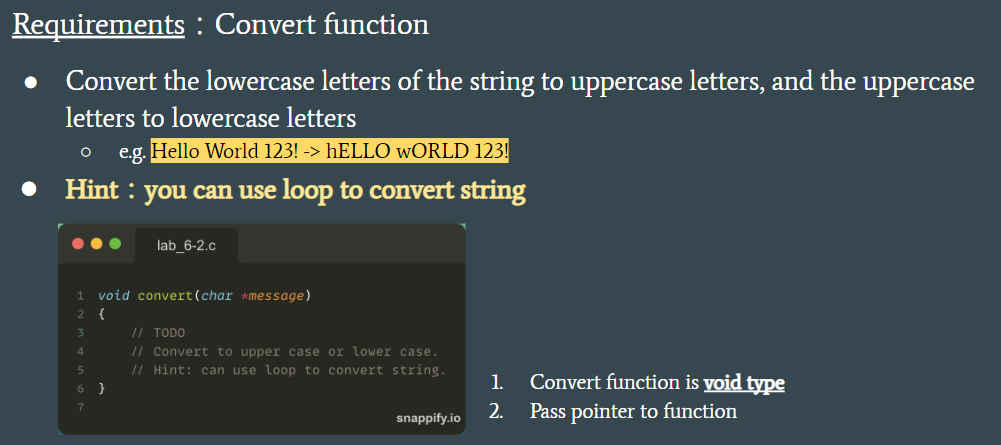 Requirements：Convert function
● Convert the lowercase letters of the string to uppercase letters, and the uppercase
letters to lowercase letters
○ e.g. Hello World 123! -> hELLO wORLD 123!
● Hint：you can use loop to convert string
lab_6-2.c
1 void convert(char *message)
2 {
3 // TODO
4 // Convert to upper case or lower case.
5 // Hint: can use loop to convert string.
6 }
7
snappify.io
1. Convert function is void type
2. Pass pointer to function